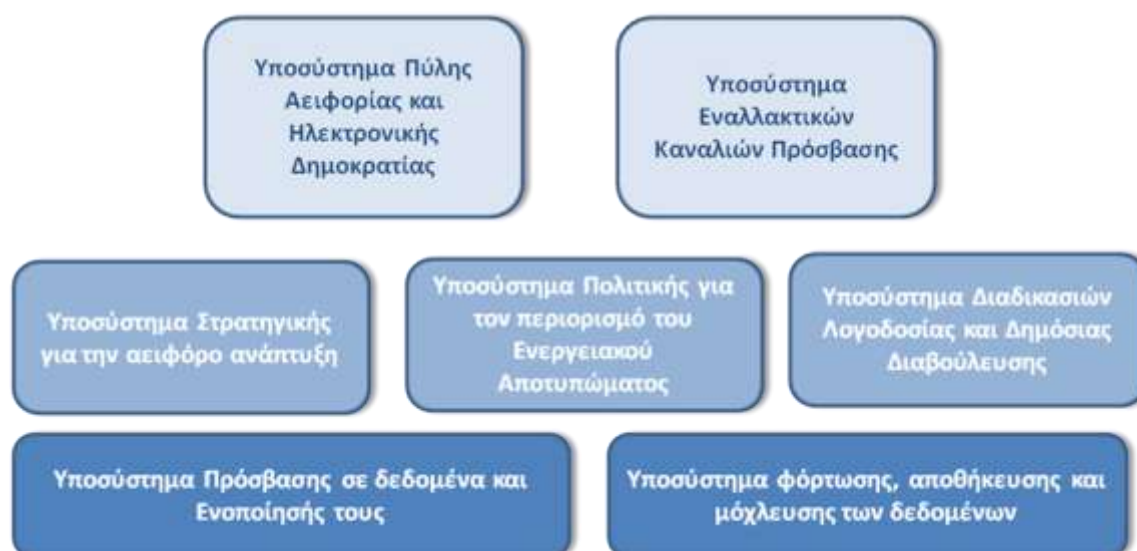 Υποσύστημα Πύλης
Αειφορίας και
Ηλεκτρονικής
Δημοκρατίας
Υποσύστημα
Εναλλακτικών
Καναλιών Πρόσβασης
Υποσύστημα Στρατηγικής
για την αειφόρο ανάπτυξη
Υποσύστημα Πολιτικής για
τον περιορισμό του
Ενεργειακού
Αποτυπώματος
Υποσύστημα Διαδικασιών
Λογοδοσίας και Δημόσιας
Διαβούλευσης
Υποσύστημα Πρόσβασης σε δεδομένα και
Ενοποίησής τους
Υποσύστημα φόρτωσης, αποθήκευσης και
μόχλευσης των δεδομένων